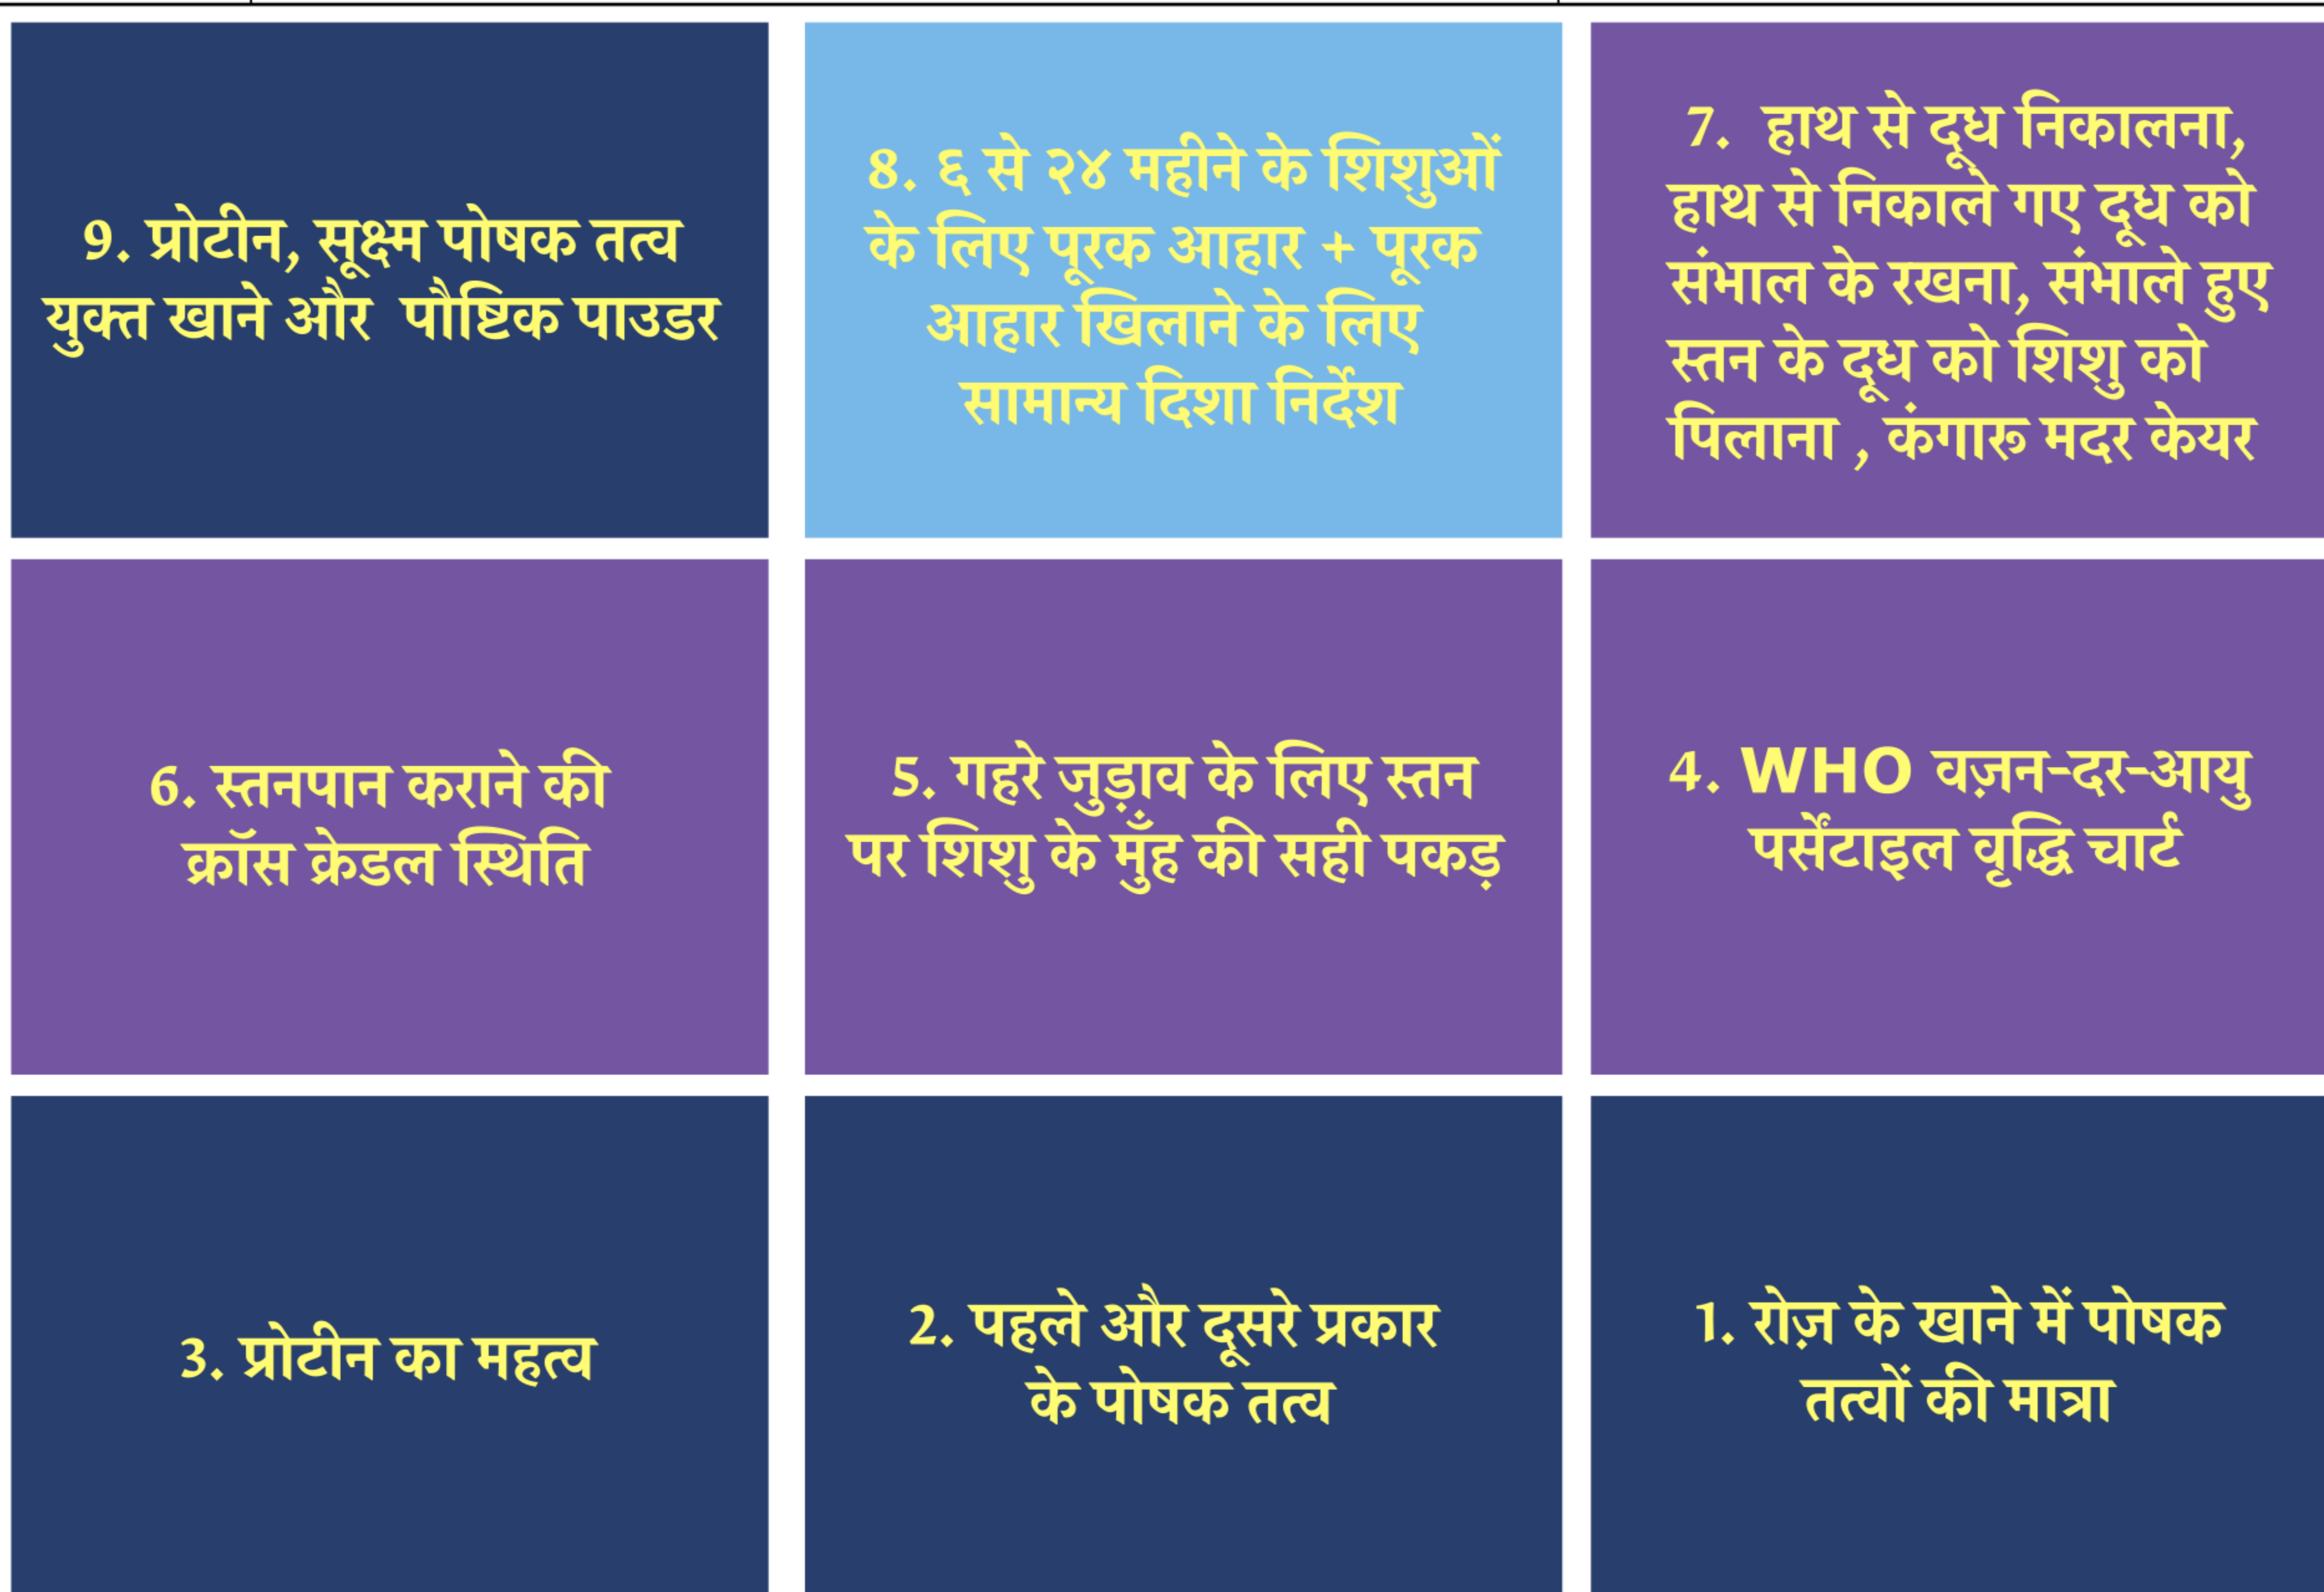 9. प्रोटीन, सूक्ष्म पोषक तत्व
युक्त खाने और पौष्टिक पाउडर
8. ६ से २४ महीने के शिशुओं
के लिए पूरक आहार + पूरक
आहार खिलाने के लिए
सामान्य दिशा निर्देश
7. हाथ से दूध निकालना,
हाथ से निकाले गए दूध को
संभाल के रखना, संभाले हुए
स्तन के दूध को शिशु को
पिलाना , कंगारू मदर केयर
6. स्तनपान कराने की
क्रॉस क्रेडल स्थिति
5. गहरे जुड़ाव के लिए स्तन
पर शिशु के मुँह की सही पकड़
4. WHO वज़न-दर-आयु
पर्सेंटाइल वृद्धि चार्ट
3. प्रोटीन का महत्व
2. पहले और दूसरे प्रकार
के पोषक तत्व
1. रोज़ के खाने में पोषक
तत्वों की मात्रा